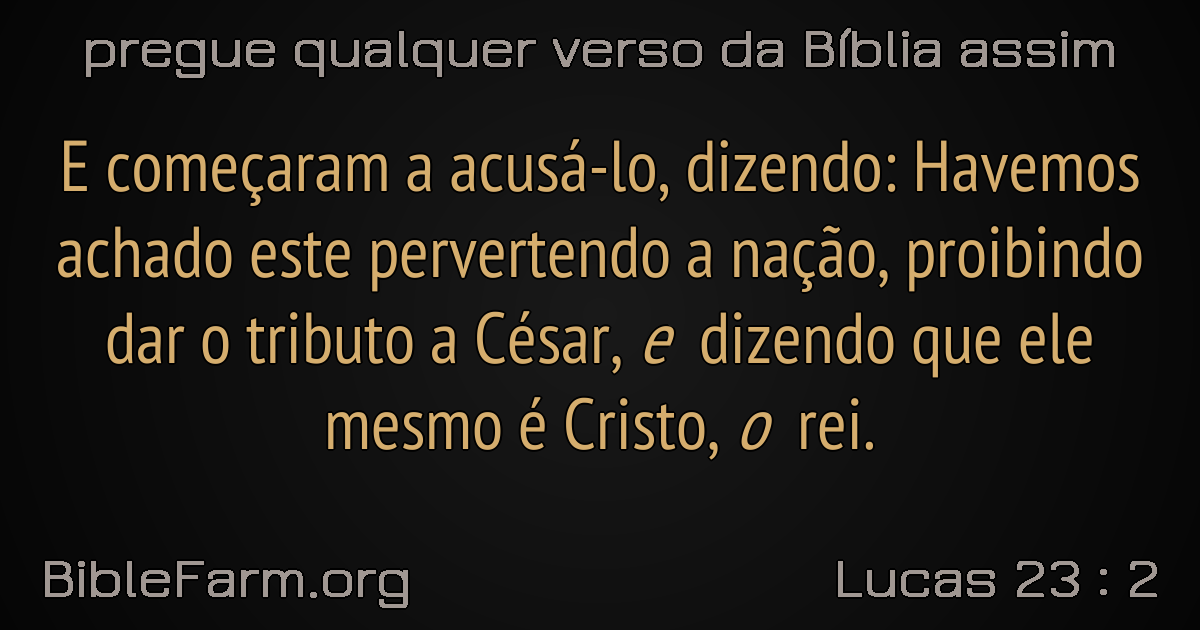 pregue qualquer verso da Bíblia assim
E começaram a acusá-lo, dizendo: Havemos
achado este pervertendo a nação, proibindo
dar o tributo a César, e dizendo que ele
mesmo é Cristo, o rei.
BibleFarm.org
Lucas 23 : 2